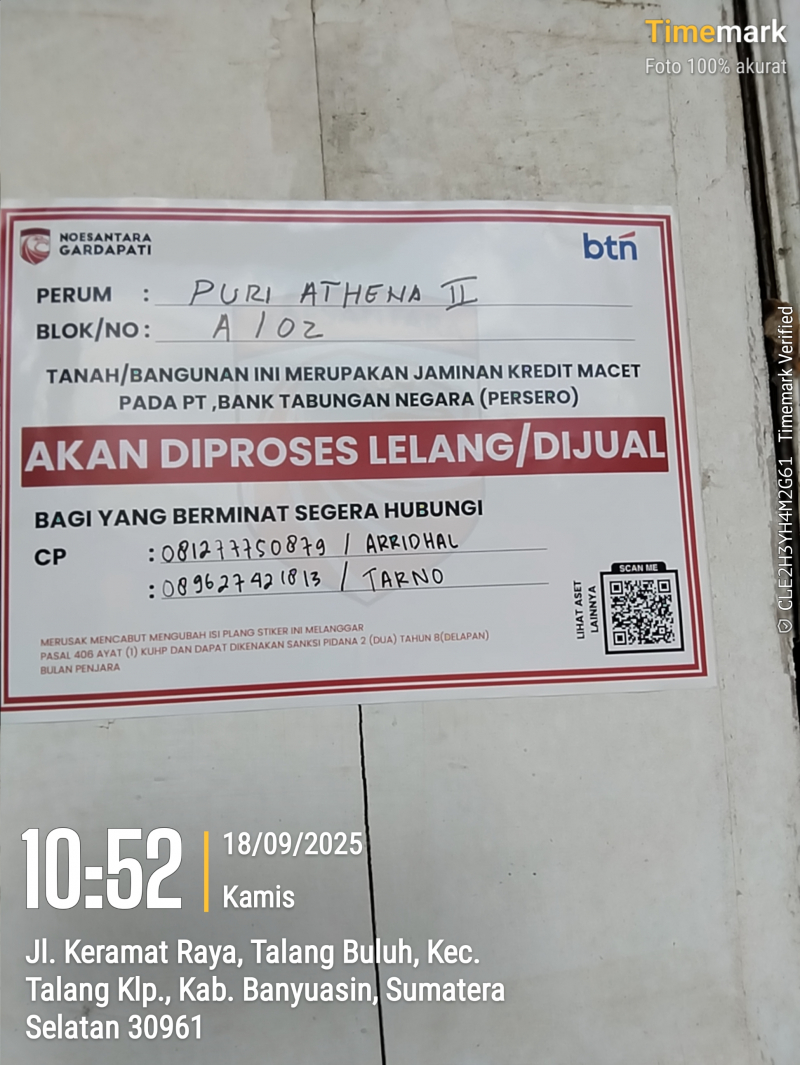 Timemark
Foto 100% akurat
NOESANTARA
GARDAPATI
btn
PERUM : PURI ATHENA II
BLOK/NO : A / 02
TANAH/BANGUNAN INI MERUPAKAN JAMINAN KREDIT MACET
PADA PT ,BANK TABUNGAN NEGARA (PERSERO)
AKAN DIPROSES LELANG/DIJUAL
BAGI YANG BERMINAT SEGERA HUBUNGI
CP : 081277750879 / ARRIDHAL
: 089627421813 / TARNO
SCAN ME
LIHAT ASET
LAINNYA
MERUSAK MENCABUT MENGUBAH ISI PLANG STIKER INI MELANGGAR
PASAL 406 AYAT (1) KUHP DAN DAPAT DIKENAKAN SANKSI PIDANA 2 (DUA) TAHUN 8(DELAPAN)
BULAN PENJARA
CLE2H3YH4M2G61 Timemark Verified
10:52
18/09/2025
Kamis
Jl. Keramat Raya, Talang Buluh, Kec.
Talang Klp., Kab. Banyuasin, Sumatera
Selatan 30961